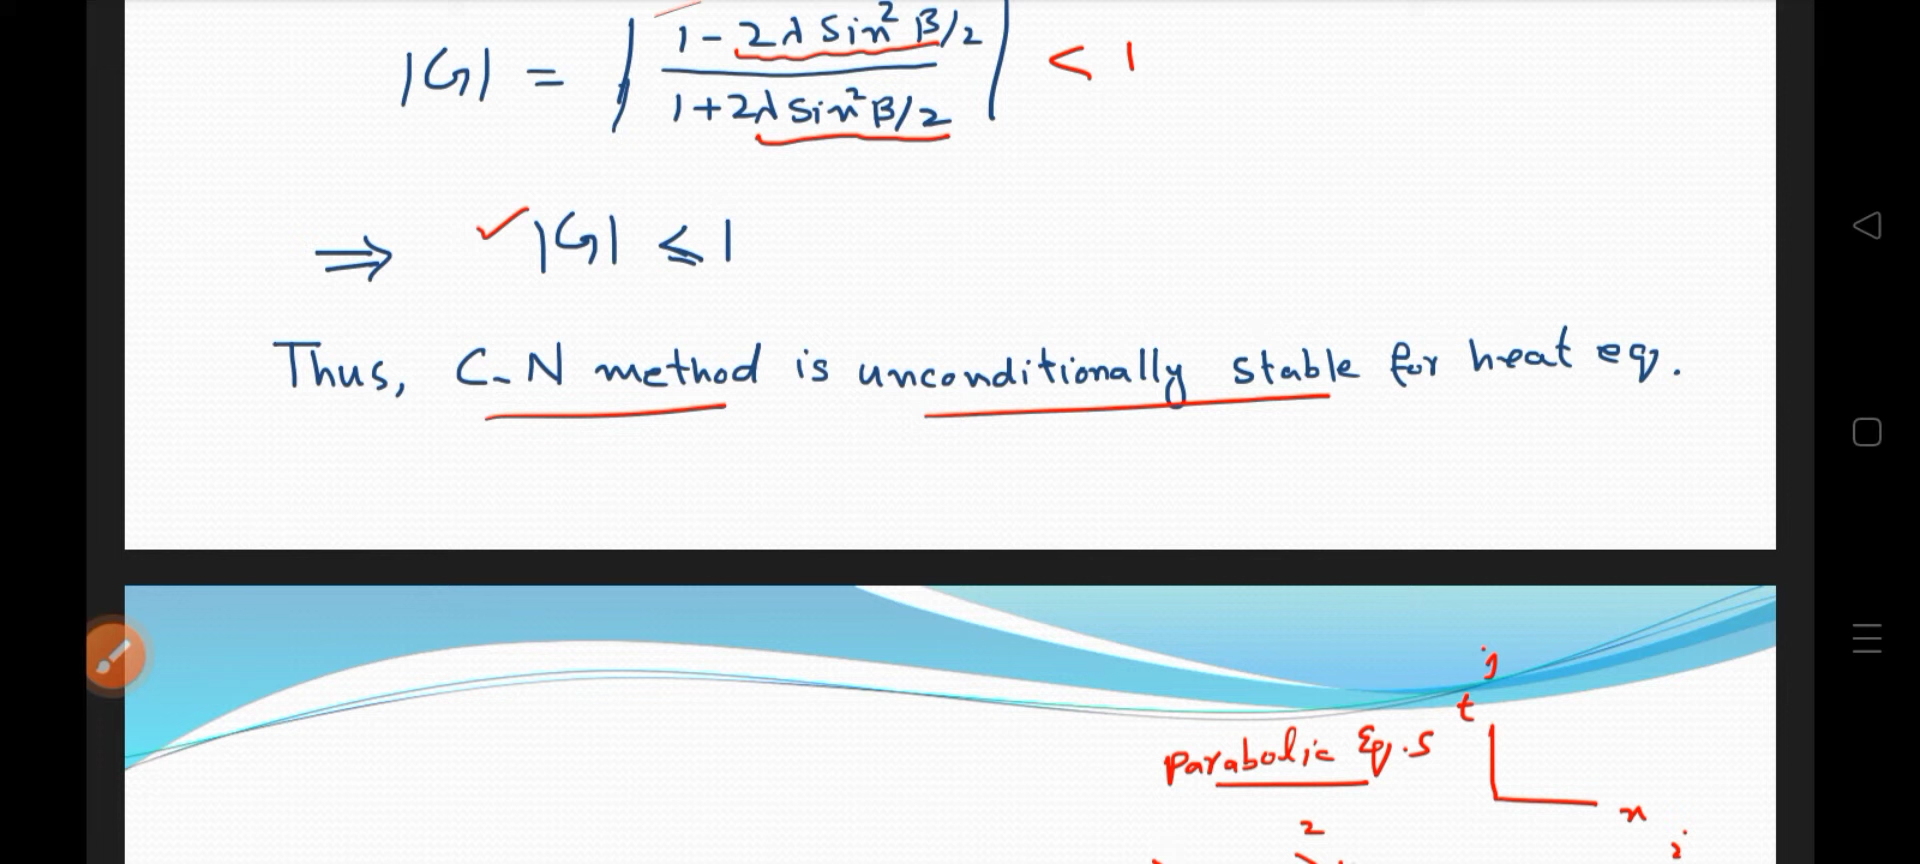 |G| = | (1 - 2λ Sin² β/2) / (1 + 2λ Sin² β/2) | < 1
⇒ ✓ |G| ≤ 1
Thus, C-N method is unconditionally stable for heat eq.
j
t
Parabolic Eq.s
x
i
2